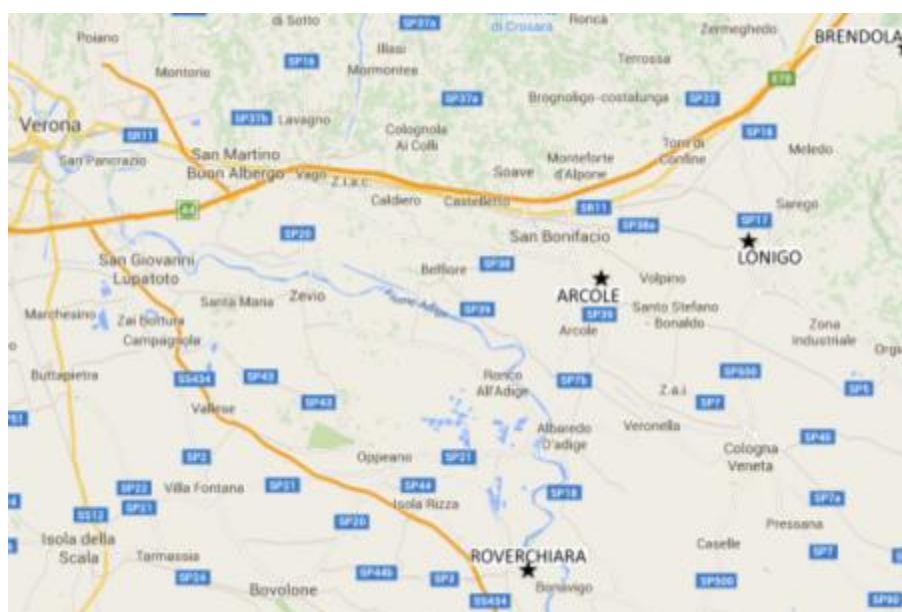 di Sotto
SP37a
di Crosara
Roncà
Zermeghedo
Poiano
Illasi
BRENDOLA
Montorio
SP16
Mormontea
Terrossa
E70
Brognoligo-costalunga
SP22
SP37a
Verona
SR11
SP37b
Lavagno
Colognola
Ai Colli
SP18
San Pancrazio
San Martino
Buon Albergo
Vago
Z.i.a.c.
Soave
Monteforte
d'Alpone
Torri di
Confine
Meledo
Caldiero
Castelletto
SR11
Sarego
A4
SP20
San Bonifacio
SP38a
SP17
LONIGO
San Giovanni
Lupatoto
Belfiore
SP38
Volpino
Santa Maria
Zevio
Fiume Adige
ARCOLE
Marchesino
Zai Bottura
Campagnola
SP39
SP39
Arcole
Santo Stefano
- Bonaldo
Zona
Industriale
Buttapietra
SS434
SP43
Ronco
All'Adige
SP7b
Z.a.i
SP500
SP5
Vallese
SP43
SP7
Albaredo
D'adige
Veronella
SP2
Oppeano
SP21
Cologna
Veneta
Villa Fontana
SP21
SP44
Isola Rizza
SP18
SP7a
SP21
SS12
SP20
Pressana
Isola della
Scala
Tarmassia
ROVERCHIARA
Caselle
SP7
SP24
SP44b
SP3
Bonavigo
SP500
Bovolone
SS434
SP90